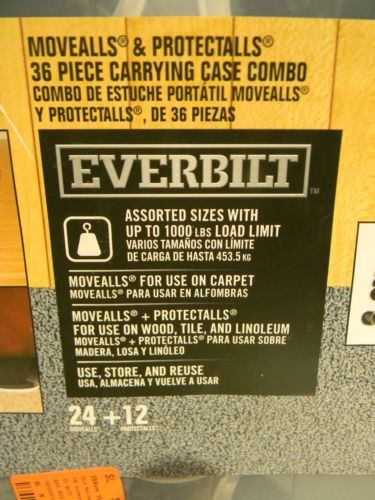 MOVEALLS® & PROTECTALLS®
36 PIECE CARRYING CASE COMBO
COMBO DE ESTUCHE PORTÁTIL MOVEALLS®
Y PROTECTALLS®, DE 36 PIEZAS
EVERBILT™
ASSORTED SIZES WITH
UP TO 1000 LBS LOAD LIMIT
VARIOS TAMAÑOS CON LÍMITE
DE CARGA DE HASTA 453.5 KG
MOVEALLS® FOR USE ON CARPET
MOVEALLS® PARA USAR EN ALFOMBRAS
MOVEALLS® + PROTECTALLS®
FOR USE ON WOOD, TILE, AND LINOLEUM
MOVEALLS® + PROTECTALLS® PARA USAR SOBRE
MADERA, LOSA Y LINÓLEO
USE, STORE, AND REUSE
USA, ALMACENA Y VUELVE A USAR
24 +12
MOVEALLS® PROTECTALLS®